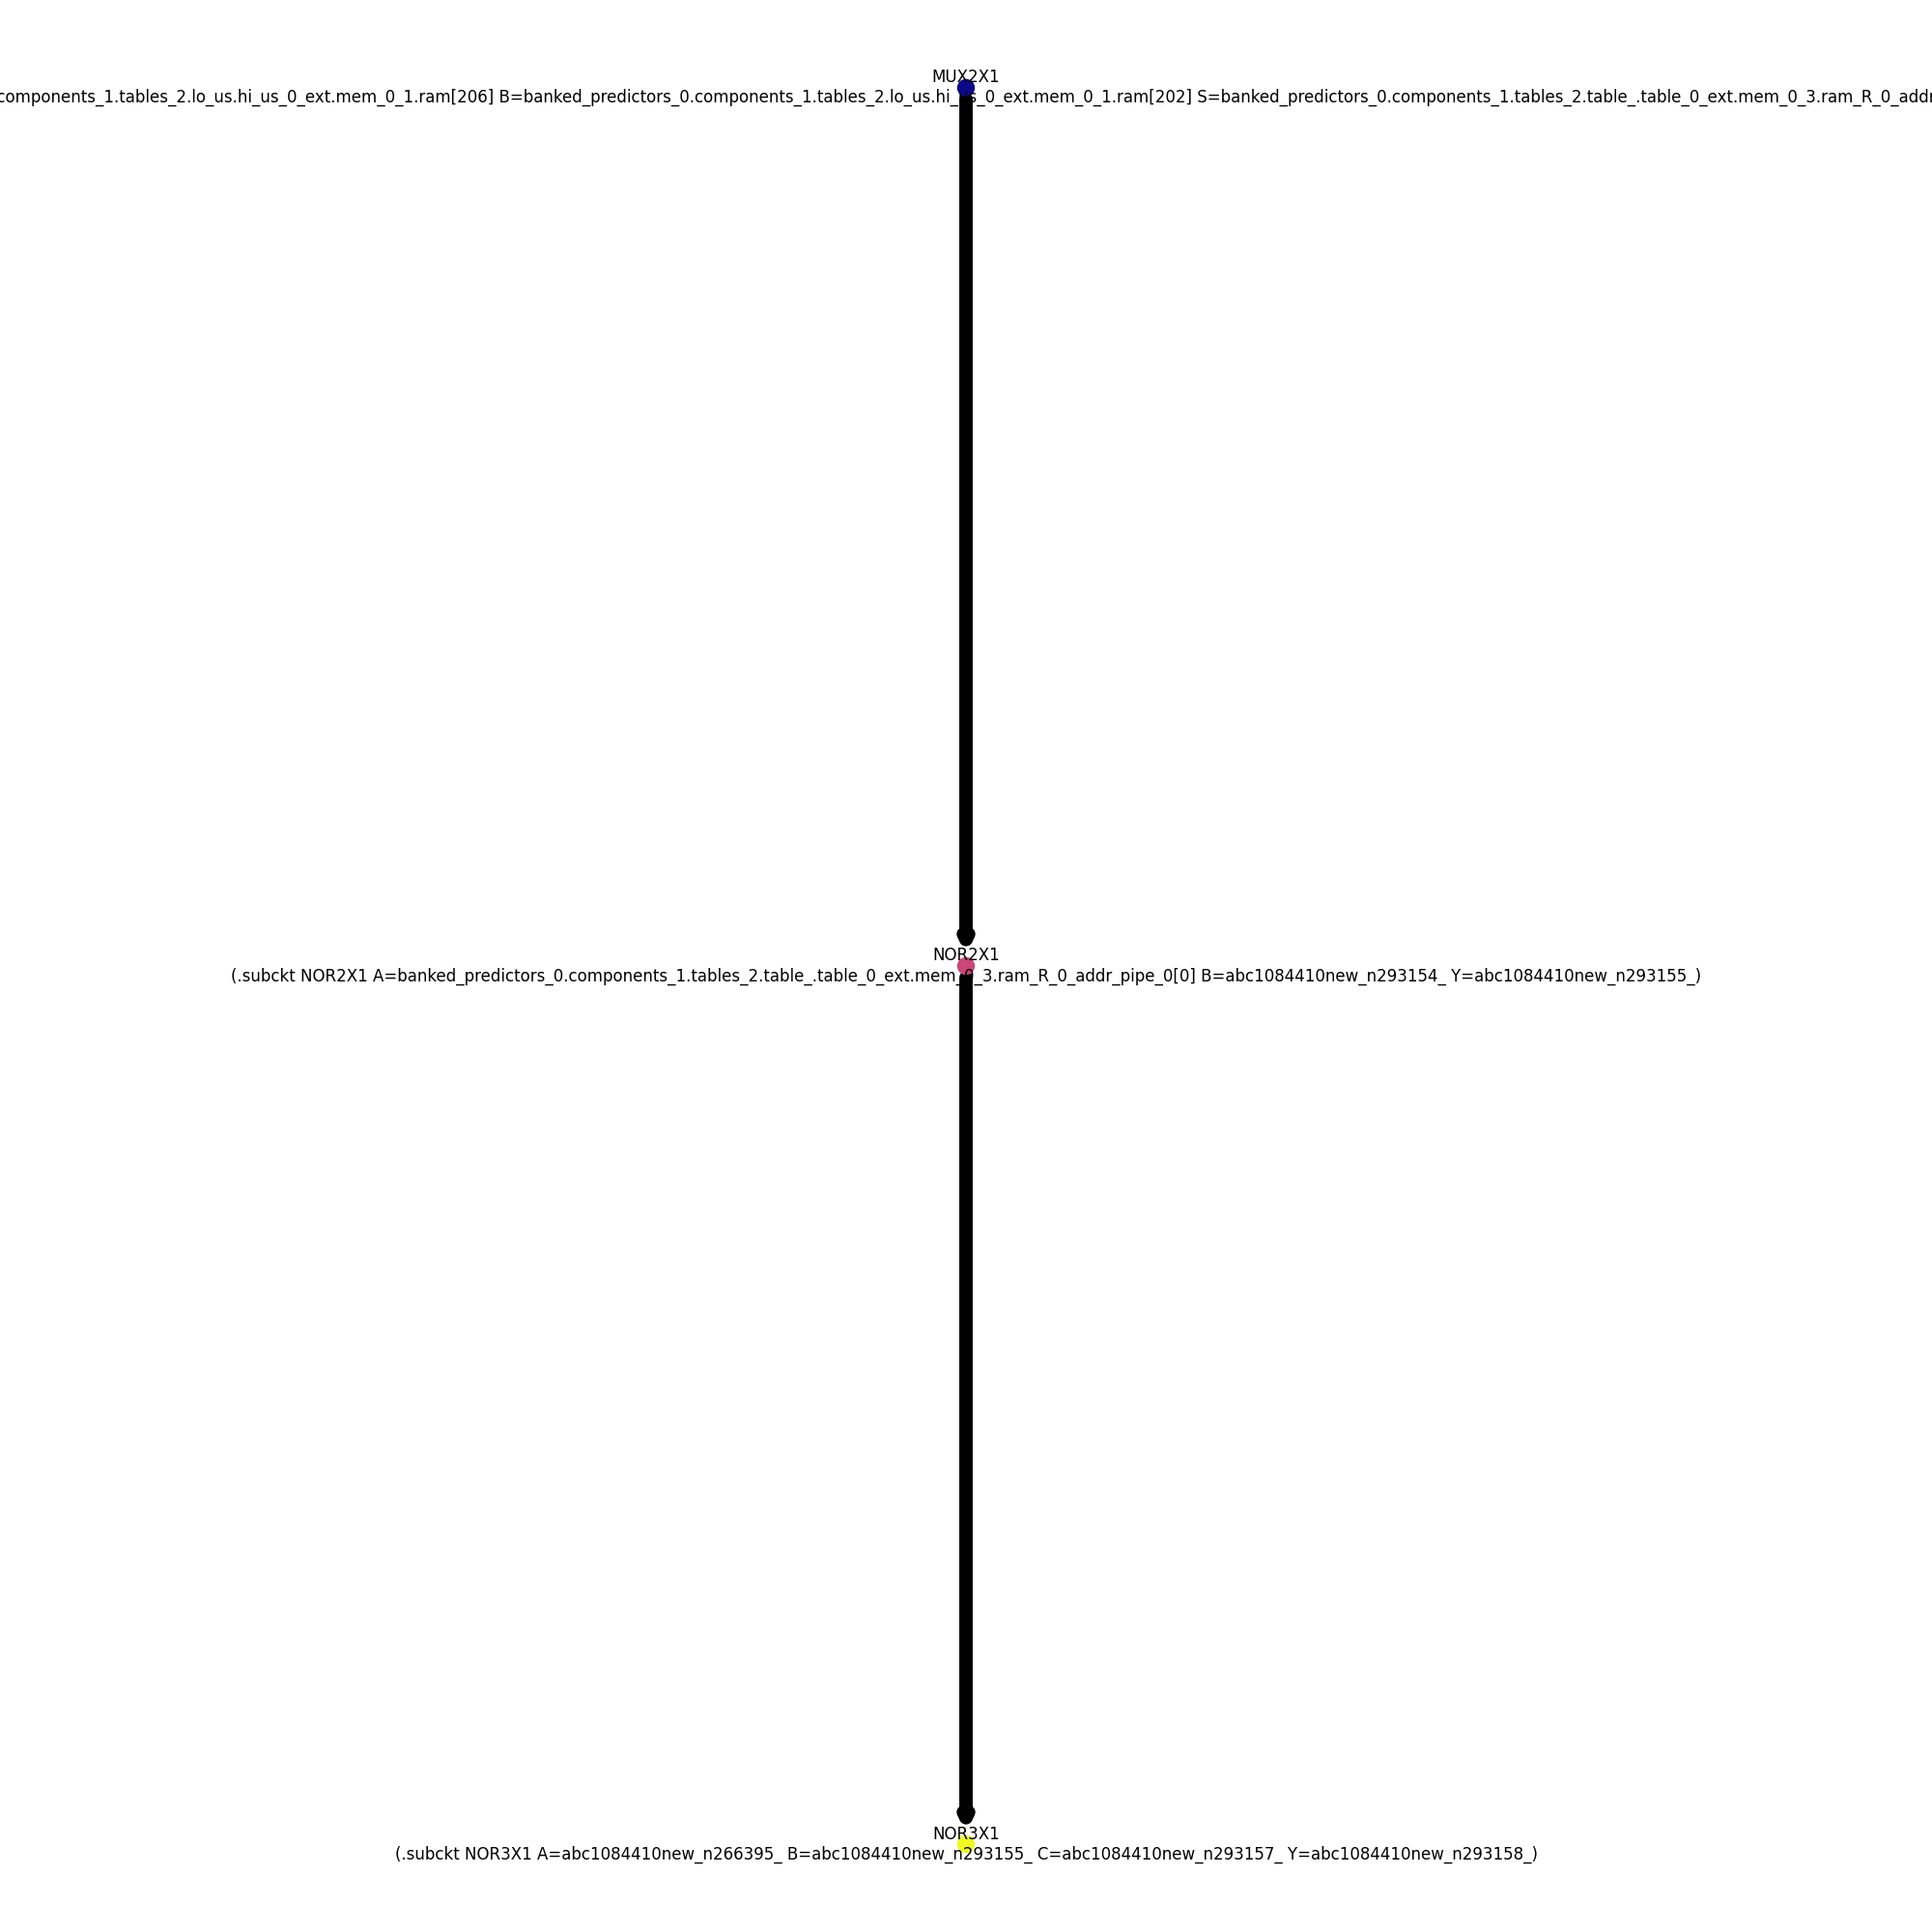 MUX2X1
components_1.tables_2.lo_us.hi_us_0_ext.mem_0_1.ram[206] B=banked_predictors_0.components_1.tables_2.lo_us.hi_us_0_ext.mem_0_1.ram[202] S=banked_predictors_0.components_1.tables_2.table_.table_0_ext.mem_0_3.ram_R_0_addr
NOR2X1
(.subckt NOR2X1 A=banked_predictors_0.components_1.tables_2.table_.table_0_ext.mem_0_3.ram_R_0_addr_pipe_0[0] B=abc1084410new_n293154_ Y=abc1084410new_n293155_)
NOR3X1
(.subckt NOR3X1 A=abc1084410new_n266395_ B=abc1084410new_n293155_ C=abc1084410new_n293157_ Y=abc1084410new_n293158_)